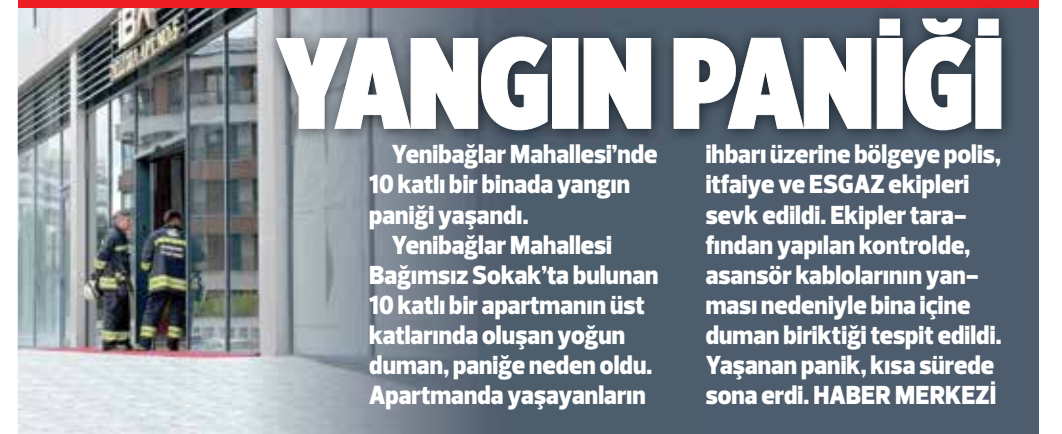 YANGIN PANİĞİ
Yenibağlar Mahallesi'nde
10 katlı bir binada yangın
paniği yaşandı.
Yenibağlar Mahallesi
Bağımsız Sokak'ta bulunan
10 katlı bir apartmanın üst
katlarında oluşan yoğun
duman, paniğe neden oldu.
Apartmanda yaşayanların
ihbarı üzerine bölgeye polis,
itfaiye ve ESGAZ ekipleri
sevk edildi. Ekipler tara-
fından yapılan kontrolde,
asansör kablolarının yan-
ması nedeniyle bina içine
duman biriktiği tespit edildi.
Yaşanan panik, kısa sürede
sona erdi. HABER MERKEZİ